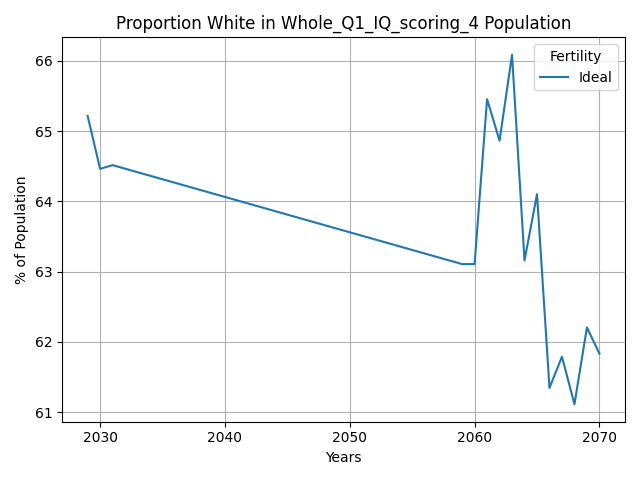 Proportion White in Whole_Q1_IQ_scoring_4 Population
Fertility
Ideal
% of Population
66
65
64
63
62
61
2030 2040 2050 2060 2070
Years